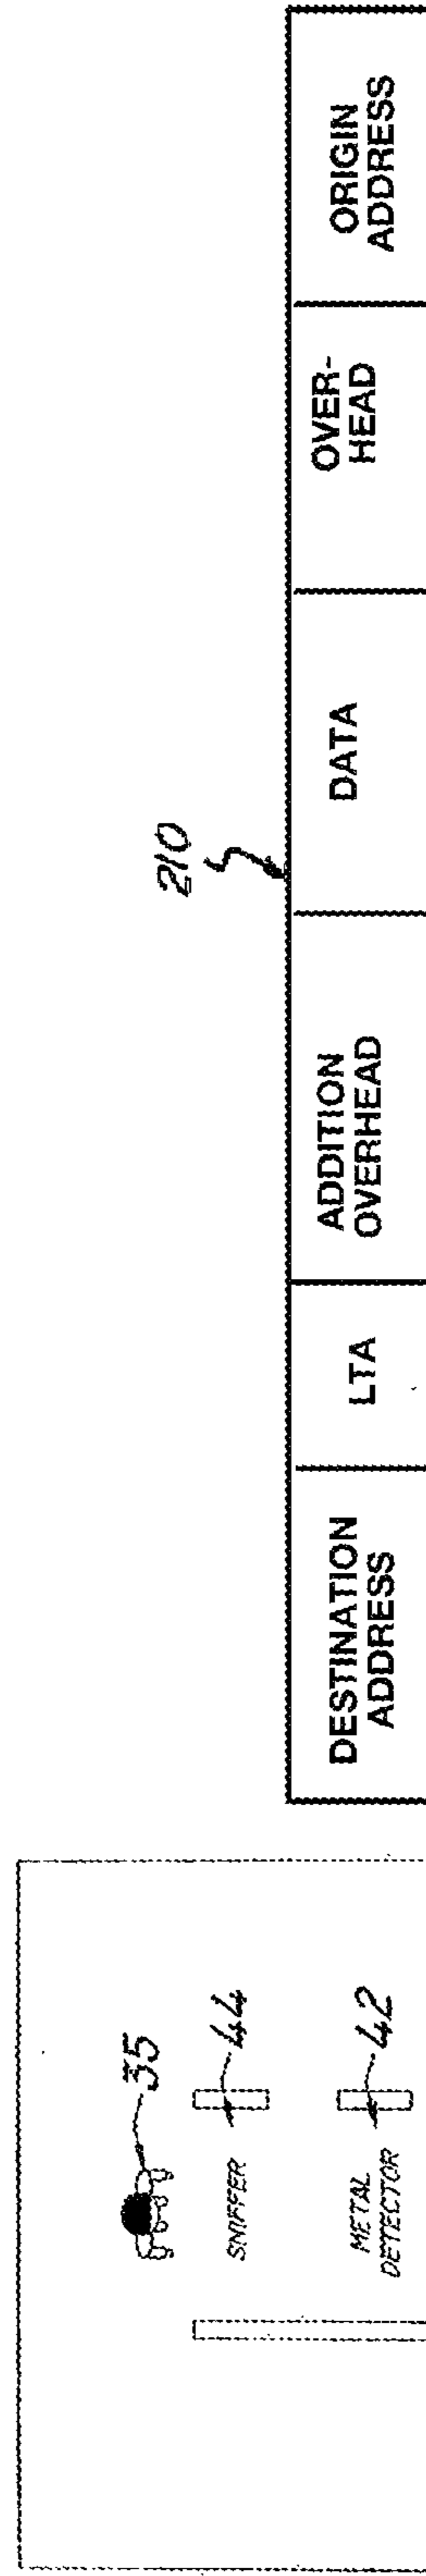 210
DESTINATION
ADDRESS
LTA
ADDITION
OVERHEAD
DATA
OVER-
HEAD
ORIGIN
ADDRESS
35
SNIFFER
44
METAL
DETECTOR
42